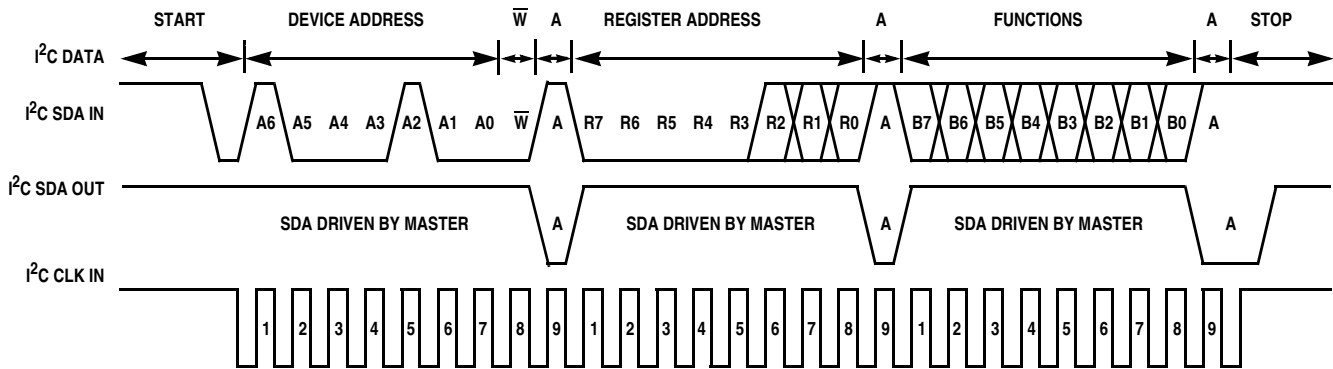 START DEVICE ADDRESS W̅ A REGISTER ADDRESS A FUNCTIONS A STOP
I²C DATA
I²C SDA IN A6 A5 A4 A3 A2 A1 A0 W̅ A R7 R6 R5 R4 R3 R2 R1 R0 A B7 B6 B5 B4 B3 B2 B1 B0 A
I²C SDA OUT
SDA DRIVEN BY MASTER A SDA DRIVEN BY MASTER A SDA DRIVEN BY MASTER A
I²C CLK IN
1 2 3 4 5 6 7 8 9 1 2 3 4 5 6 7 8 9 1 2 3 4 5 6 7 8 9